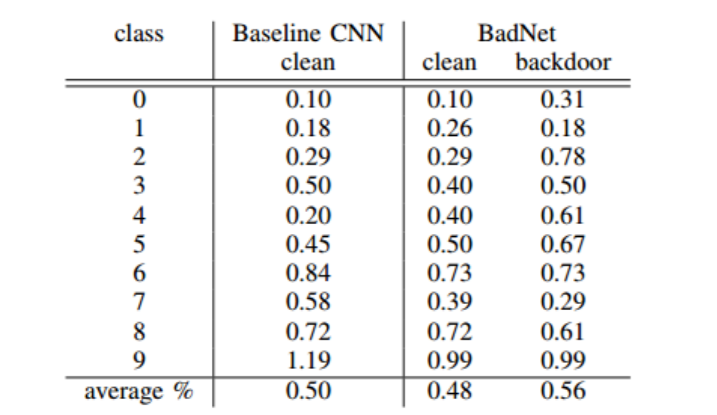 class Baseline CNN BadNet
clean clean backdoor
0 0.10 0.10 0.31
1 0.18 0.26 0.18
2 0.29 0.29 0.78
3 0.50 0.40 0.50
4 0.20 0.40 0.61
5 0.45 0.50 0.67
6 0.84 0.73 0.73
7 0.58 0.39 0.29
8 0.72 0.72 0.61
9 1.19 0.99 0.99
average % 0.50 0.48 0.56